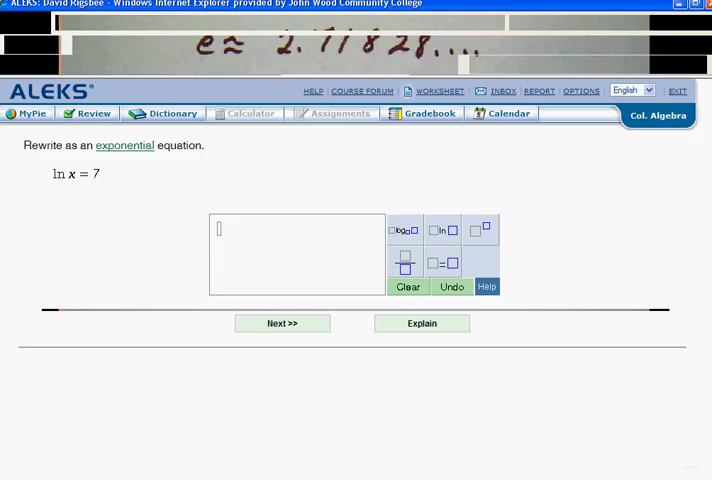 ALEKS: David Rigsbee - Windows Internet Explorer provided by John Wood Community College
e ≈ 2.71828....
ALEKS® HELP COURSE FORUM WORKSHEET INBOX REPORT OPTIONS English EXIT
MyPie Review Dictionary Calculator Assignments Gradebook Calendar Col. Algebra
Rewrite as an exponential equation.
ln x = 7
log ln
=
Clear Undo Help
Next >> Explain